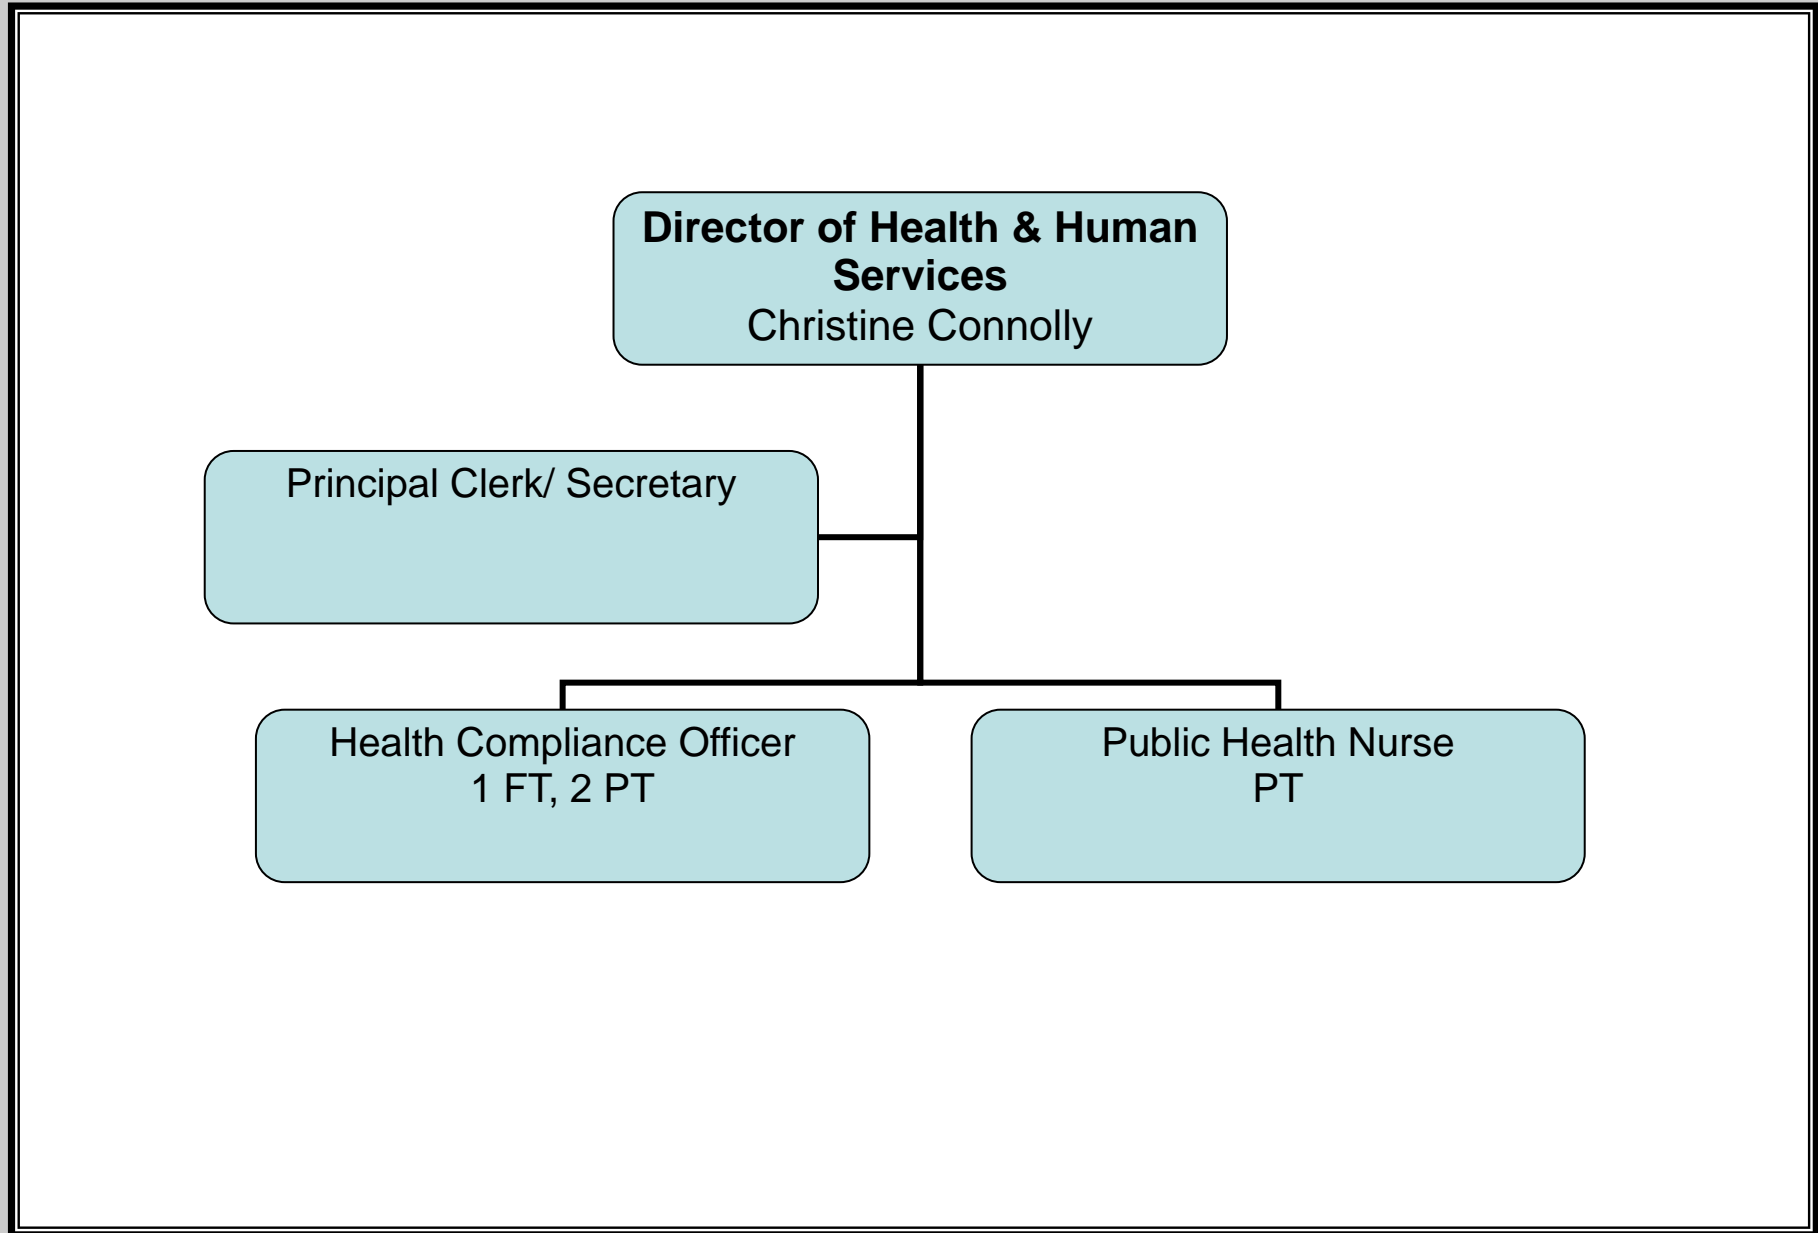 Director of Health & Human
Services
Christine Connolly
Principal Clerk/ Secretary
Health Compliance Officer
1 FT, 2 PT
Public Health Nurse
PT